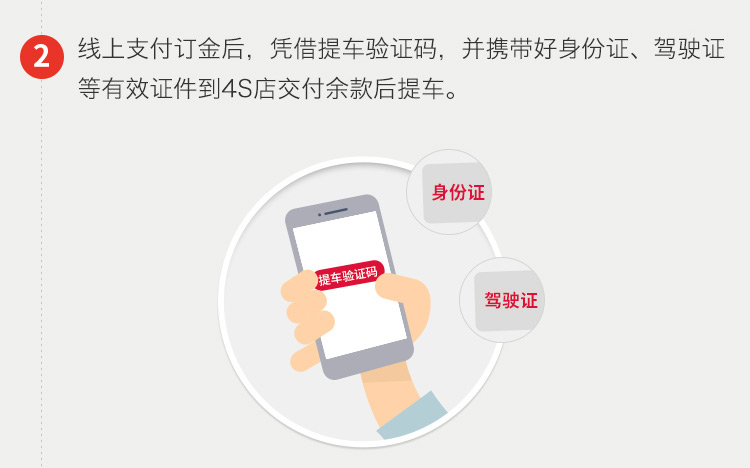 2
线上支付订金后，凭借提车验证码，并携带好身份证、驾驶证
等有效证件到4S店交付余款后提车。
身份证
提车验证码
驾驶证